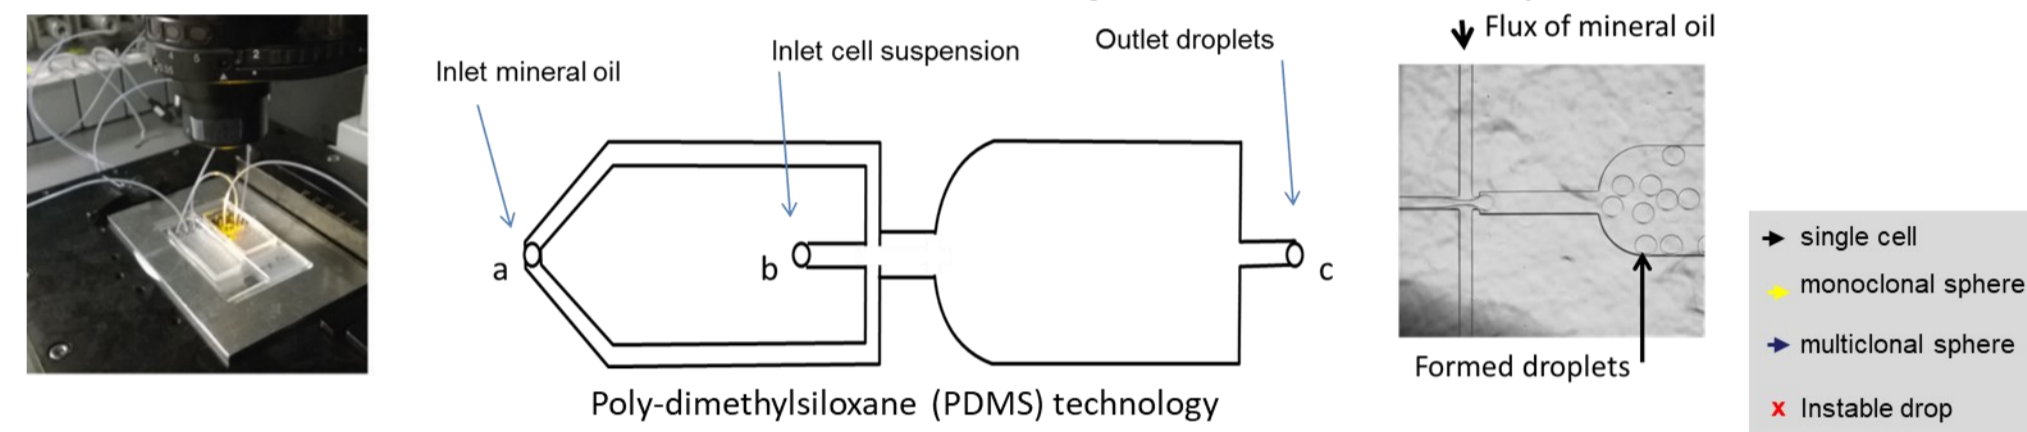 Inlet mineral oil
Inlet cell suspension
Outlet droplets
a
b
c
Poly-dimethylsiloxane (PDMS) technology
Flux of mineral oil
Formed droplets
single cell
monoclonal sphere
multiclonal sphere
x Instable drop